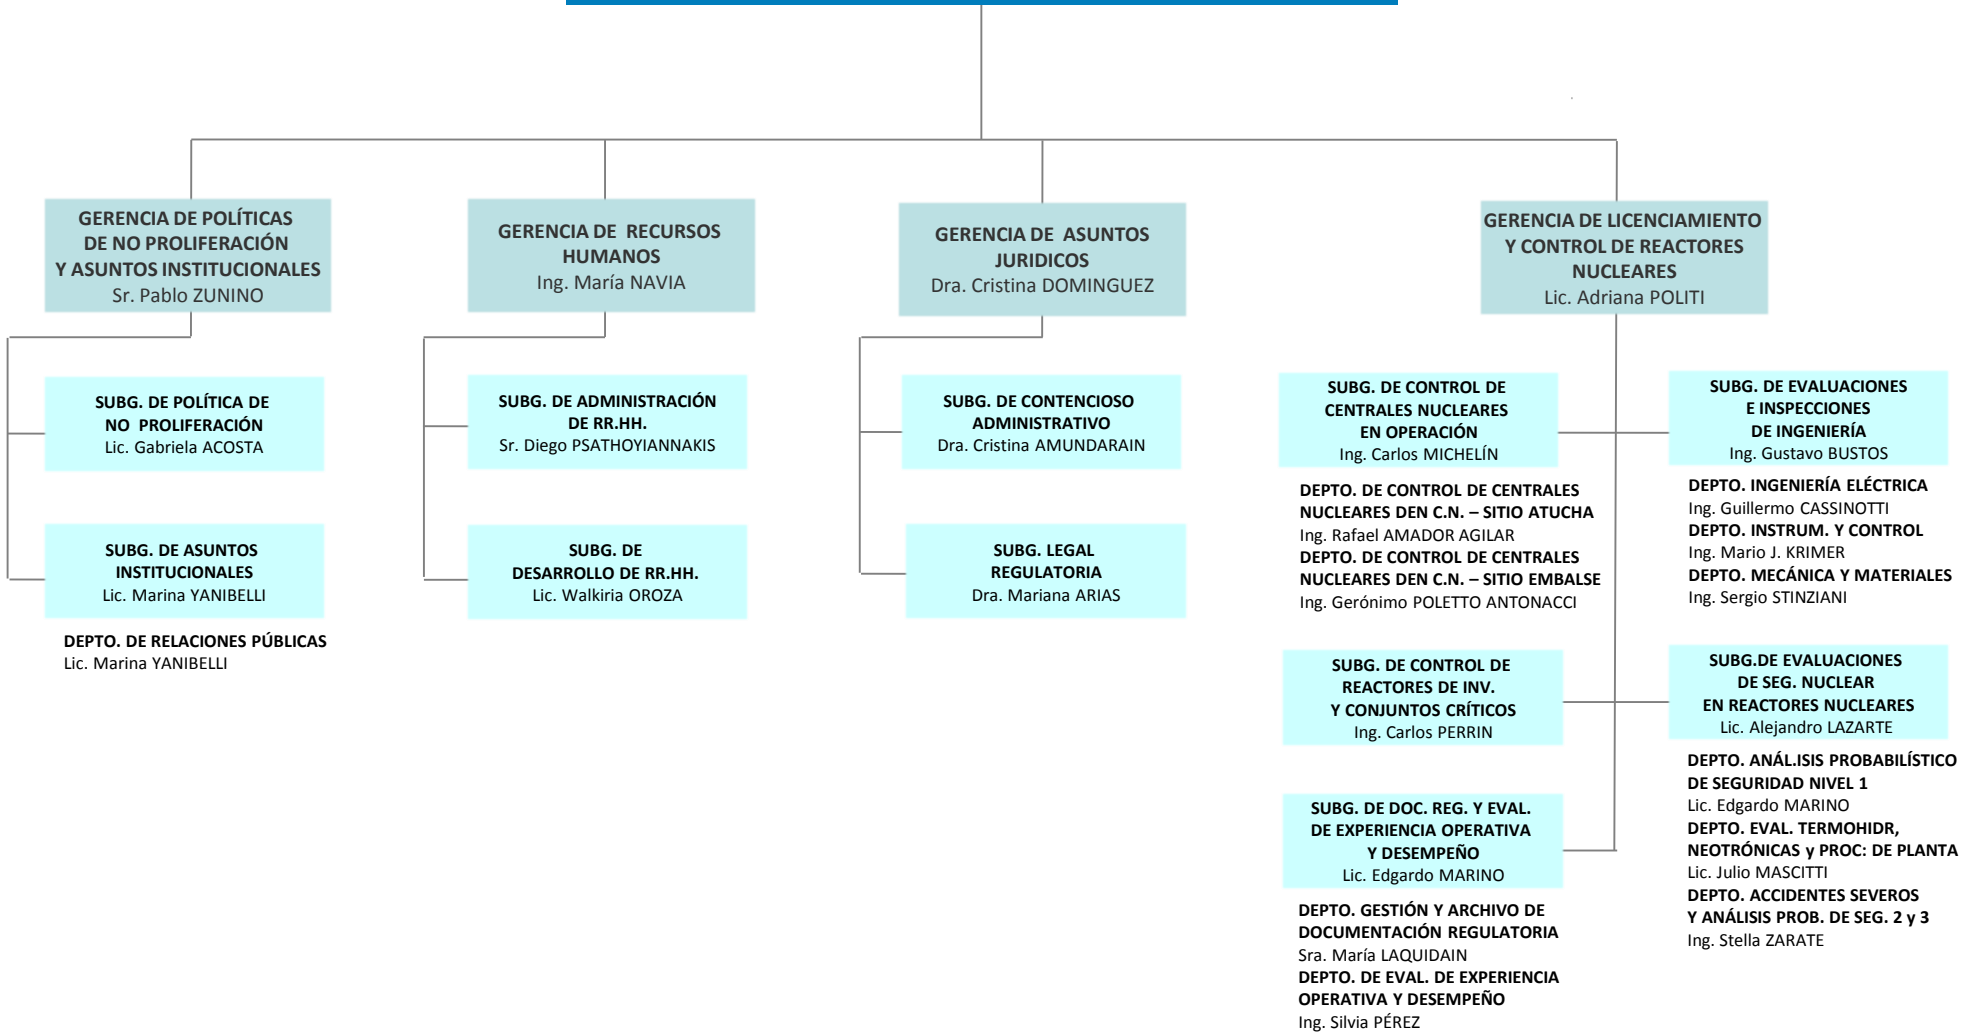 GERENCIA DE POLÍTICAS
DE NO PROLIFERACIÓN
Y ASUNTOS INSTITUCIONALES
Sr. Pablo ZUNINO
GERENCIA DE RECURSOS
HUMANOS
Ing. María NAVIA
GERENCIA DE ASUNTOS
JURIDICOS
Dra. Cristina DOMINGUEZ
GERENCIA DE LICENCIAMIENTO
Y CONTROL DE REACTORES
NUCLEARES
Lic. Adriana POLITI
SUBG. DE POLÍTICA DE
NO PROLIFERACIÓN
Lic. Gabriela ACOSTA
SUBG. DE ASUNTOS
INSTITUCIONALES
Lic. Marina YANIBELLI
DEPTO. DE RELACIONES PÚBLICAS
Lic. Marina YANIBELLI
SUBG. DE ADMINISTRACIÓN
DE RR.HH.
Sr. Diego PSATHOYIANNAKIS
SUBG. DE
DESARROLLO DE RR.HH.
Lic. Walkiria OROZA
SUBG. DE CONTENCIOSO
ADMINISTRATIVO
Dra. Cristina AMUNDARAIN
SUBG. LEGAL
REGULATORIA
Dra. Mariana ARIAS
SUBG. DE CONTROL DE
CENTRALES NUCLEARES
EN OPERACIÓN
Ing. Carlos MICHELÍN
DEPTO. DE CONTROL DE CENTRALES
NUCLEARES DEN C.N. – SITIO ATUCHA
Ing. Rafael AMADOR AGILAR
DEPTO. DE CONTROL DE CENTRALES
NUCLEARES DEN C.N. – SITIO EMBALSE
Ing. Gerónimo POLETTO ANTONACCI
SUBG. DE CONTROL DE
REACTORES DE INV.
Y CONJUNTOS CRÍTICOS
Ing. Carlos PERRIN
SUBG. DE DOC. REG. Y EVAL.
DE EXPERIENCIA OPERATIVA
Y DESEMPEÑO
Lic. Edgardo MARINO
DEPTO. GESTIÓN Y ARCHIVO DE
DOCUMENTACIÓN REGULATORIA
Sra. María LAQUIDAIN
DEPTO. DE EVAL. DE EXPERIENCIA
OPERATIVA Y DESEMPEÑO
Ing. Silvia PÉREZ
SUBG. DE EVALUACIONES
E INSPECCIONES
DE INGENIERÍA
Ing. Gustavo BUSTOS
DEPTO. INGENIERÍA ELÉCTRICA
Ing. Guillermo CASSINOTTI
DEPTO. INSTRUM. Y CONTROL
Ing. Mario J. KRIMER
DEPTO. MECÁNICA Y MATERIALES
Ing. Sergio STINZIANI
SUBG.DE EVALUACIONES
DE SEG. NUCLEAR
EN REACTORES NUCLEARES
Lic. Alejandro LAZARTE
DEPTO. ANÁL.ISIS PROBABILÍSTICO
DE SEGURIDAD NIVEL 1
Lic. Edgardo MARINO
DEPTO. EVAL. TERMOHIDR,
NEOTRÓNICAS y PROC: DE PLANTA
Lic. Julio MASCITTI
DEPTO. ACCIDENTES SEVEROS
Y ANÁLISIS PROB. DE SEG. 2 y 3
Ing. Stella ZARATE